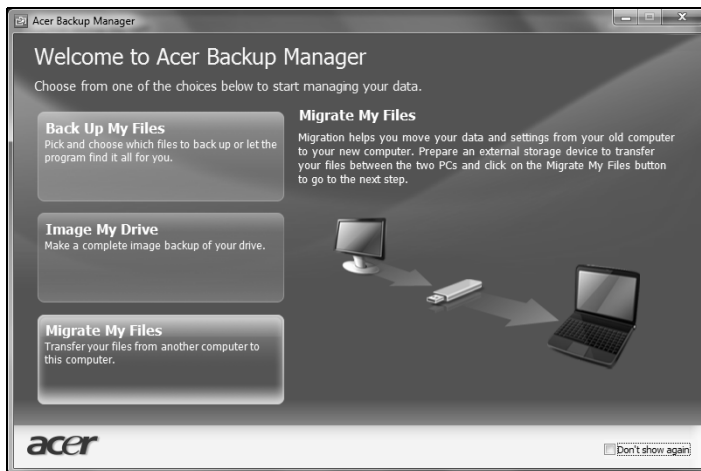 Acer Backup Manager
Welcome to Acer Backup Manager
Choose from one of the choices below to start managing your data.
Back Up My Files
Pick and choose which files to back up or let the
program find it all for you.
Image My Drive
Make a complete image backup of your drive.
Migrate My Files
Transfer your files from another computer to
this computer.
Migrate My Files
Migration helps you move your data and settings from your old computer
to your new computer. Prepare an external storage device to transfer
your files between the two PCs and click on the Migrate My Files button
to go to the next step.
acer
Don't show again